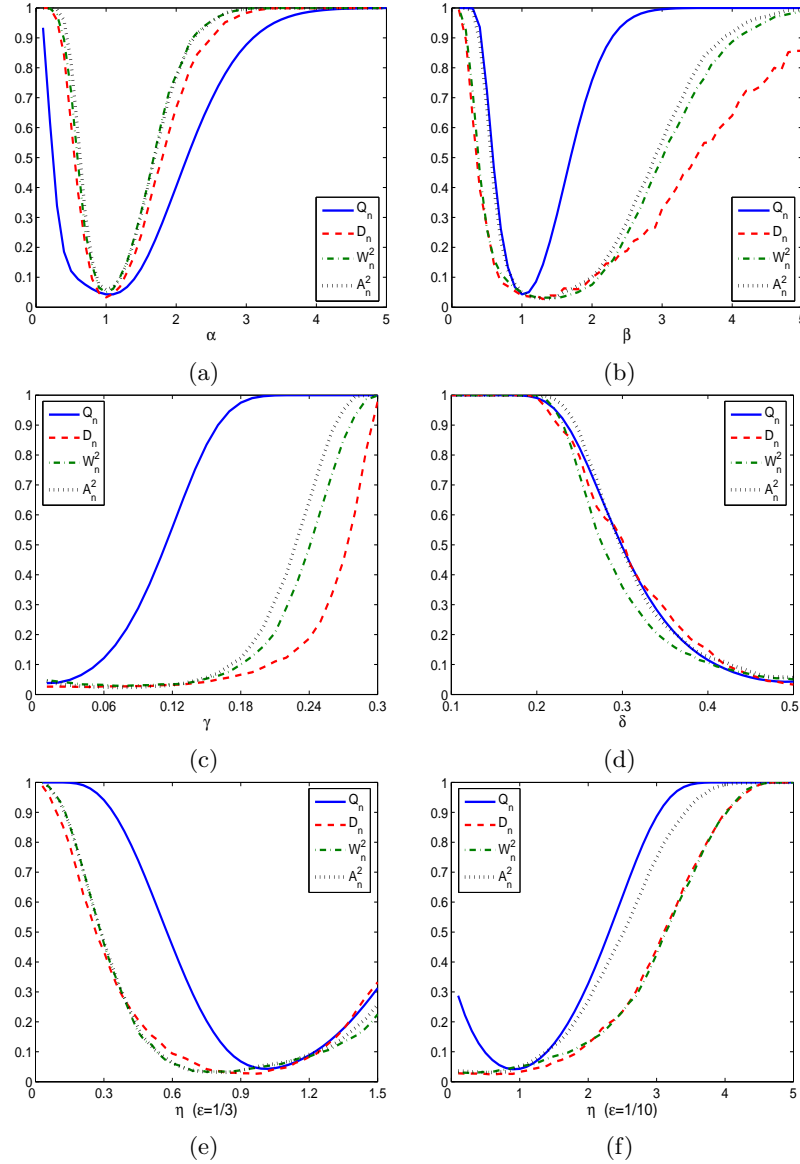 1
0.9
0.8
0.7
0.6
0.5
0.4
0.3
0.2
0.1
0
0 1 2 3 4 5
α
Q_n
D_n
W_n^2
A_n^2
(a)
1
0.9
0.8
0.7
0.6
0.5
0.4
0.3
0.2
0.1
0
0 1 2 3 4 5
β
Q_n
D_n
W_n^2
A_n^2
(b)
1
0.9
0.8
0.7
0.6
0.5
0.4
0.3
0.2
0.1
0
0 0.06 0.12 0.18 0.24 0.3
γ
Q_n
D_n
W_n^2
A_n^2
(c)
1
0.9
0.8
0.7
0.6
0.5
0.4
0.3
0.2
0.1
0
0.1 0.2 0.3 0.4 0.5
δ
Q_n
D_n
W_n^2
A_n^2
(d)
1
0.9
0.8
0.7
0.6
0.5
0.4
0.3
0.2
0.1
0
0 0.3 0.6 0.9 1.2 1.5
η (ε=1/3)
Q_n
D_n
W_n^2
A_n^2
(e)
1
0.9
0.8
0.7
0.6
0.5
0.4
0.3
0.2
0.1
0
0 1 2 3 4 5
η (ε=1/10)
Q_n
D_n
W_n^2
A_n^2
(f)